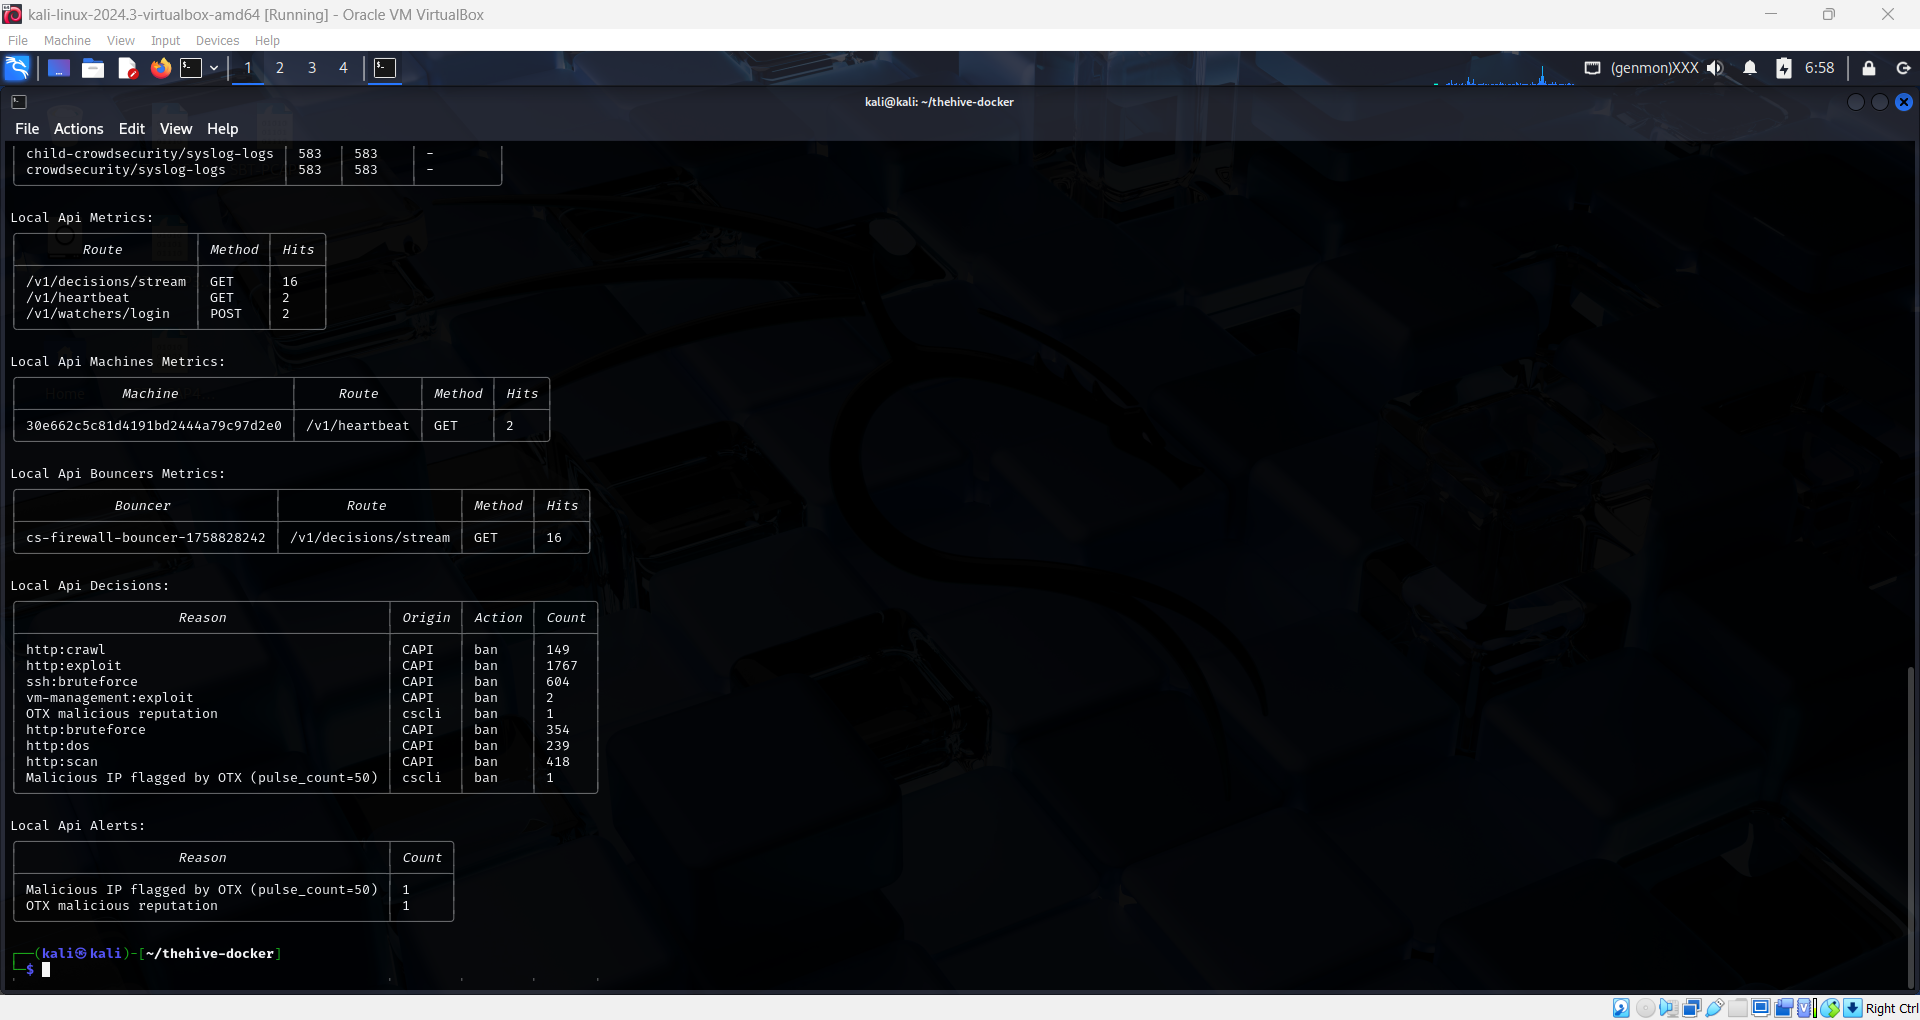 kali-linux-2024.3-virtualbox-amd64 [Running] - Oracle VM VirtualBox
File Machine View Input Devices Help
1 2 3 4 (genmon)XXX 6:58
kali@kali: ~/thehive-docker
File Actions Edit View Help
child-crowdsecurity/syslog-logs 583 583 -
crowdsecurity/syslog-logs 583 583 -
Local Api Metrics:
Route Method Hits
/v1/decisions/stream GET 16
/v1/heartbeat GET 2
/v1/watchers/login POST 2
Local Api Machines Metrics:
Machine Route Method Hits
30e662c5c81d4191bd2444a79c97d2e0 /v1/heartbeat GET 2
Local Api Bouncers Metrics:
Bouncer Route Method Hits
cs-firewall-bouncer-1758828242 /v1/decisions/stream GET 16
Local Api Decisions:
Reason Origin Action Count
http:crawl CAPI ban 149
http:exploit CAPI ban 1767
ssh:bruteforce CAPI ban 604
vm-management:exploit CAPI ban 2
OTX malicious reputation cscli ban 1
http:bruteforce CAPI ban 354
http:dos CAPI ban 239
http:scan CAPI ban 418
Malicious IP flagged by OTX (pulse_count=50) cscli ban 1
Local Api Alerts:
Reason Count
Malicious IP flagged by OTX (pulse_count=50) 1
OTX malicious reputation 1
(kali㉿kali)-[~/thehive-docker]
$
Right Ctrl